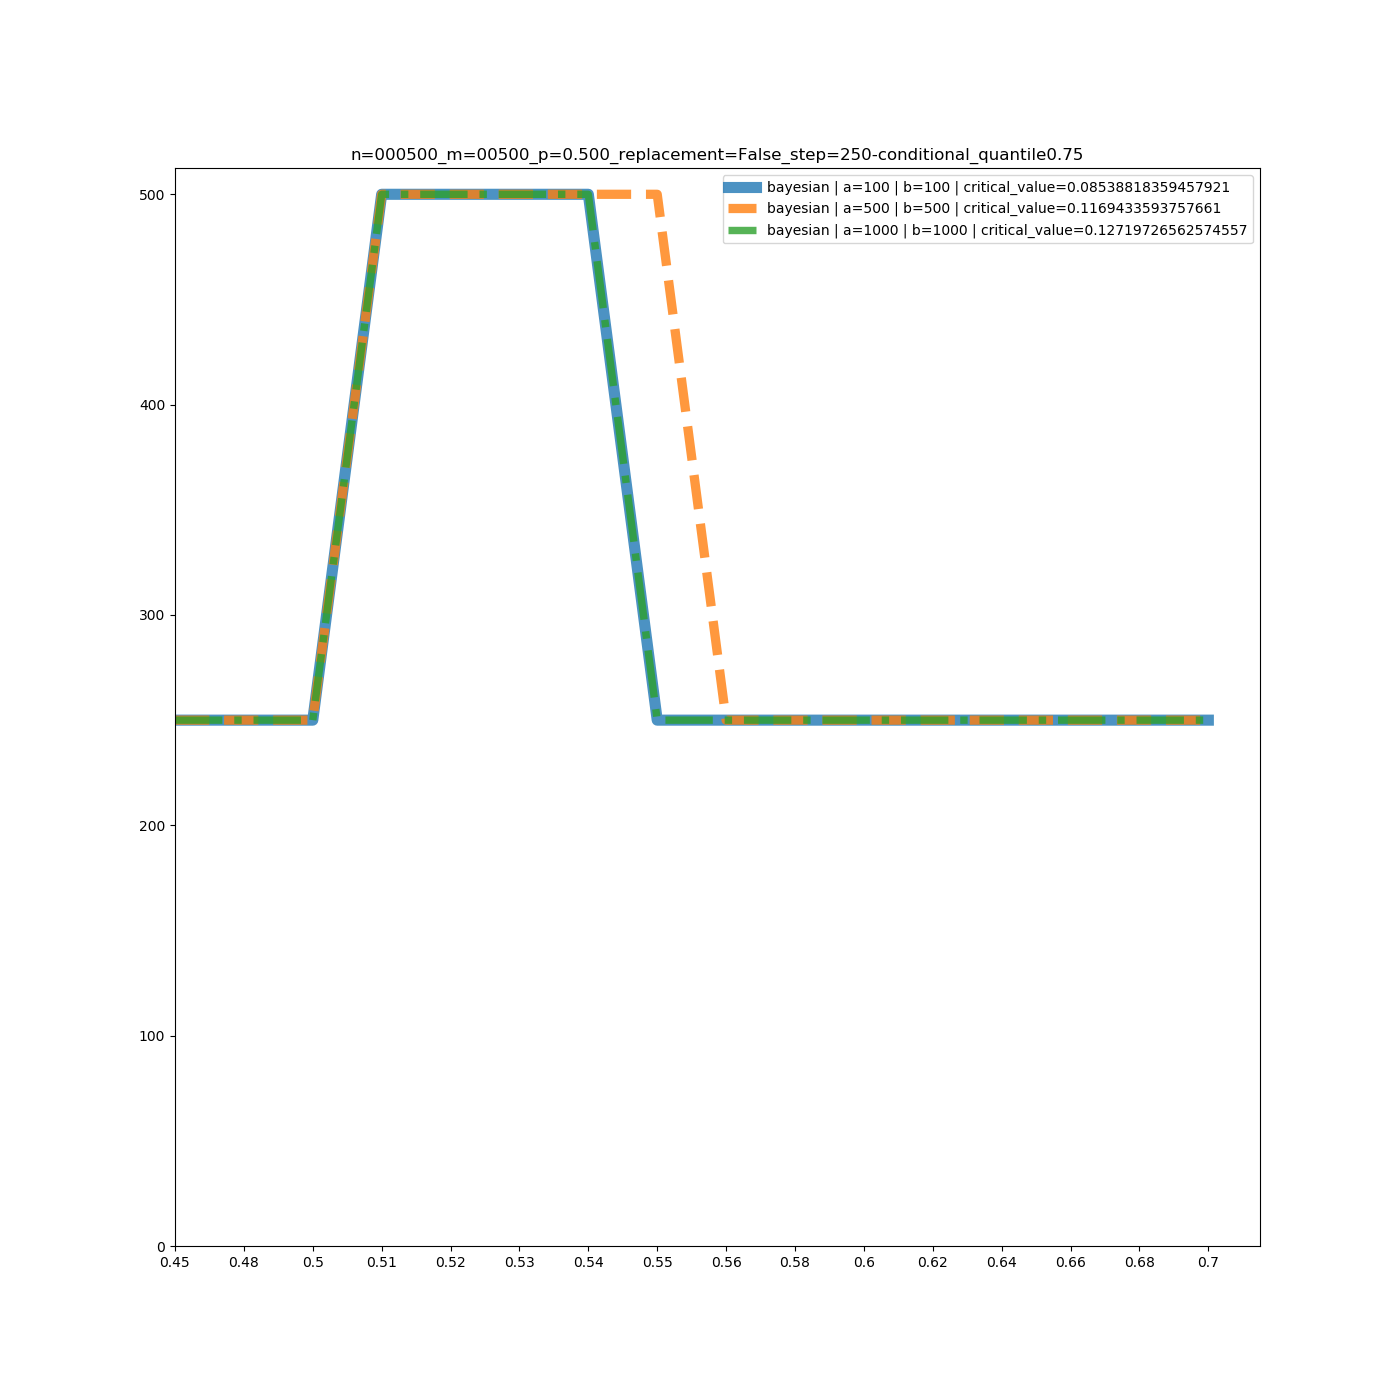 n=000500_m=00500_p=0.500_replacement=False_step=250-conditional_quantile0.75
bayesian | a=100 | b=100 | critical_value=0.08538818359457921
bayesian | a=500 | b=500 | critical_value=0.1169433593757661
bayesian | a=1000 | b=1000 | critical_value=0.12719726562574557
500
400
300
200
100
0
0.45 0.48 0.5 0.51 0.52 0.53 0.54 0.55 0.56 0.58 0.6 0.62 0.64 0.66 0.68 0.7